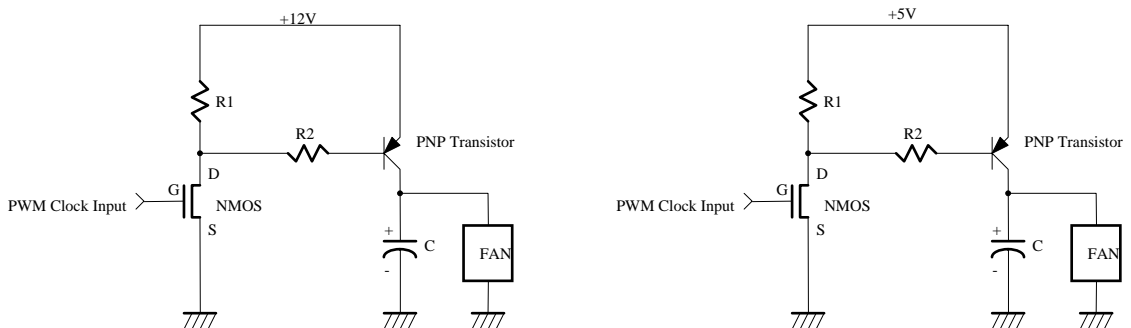 +12V
R1
R2
PNP Transistor
D
G
PWM Clock Input
NMOS
S
+
C
-
FAN
+5V
R1
R2
PNP Transistor
D
G
PWM Clock Input
NMOS
S
+
C
-
FAN